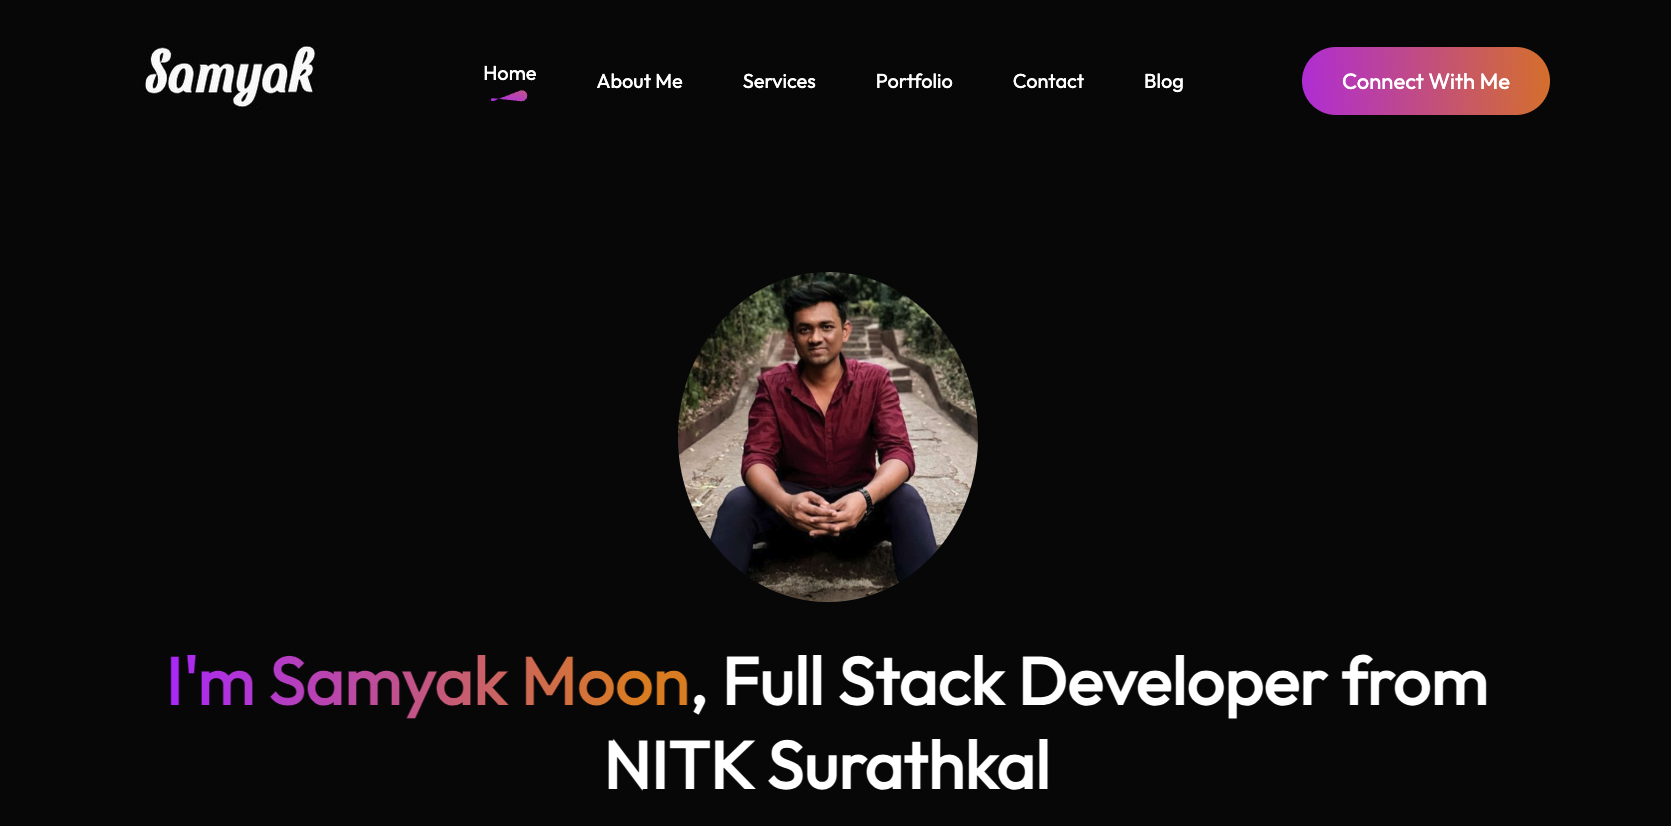 Samyak
Home
About Me
Services
Portfolio
Contact
Blog
Connect With Me
I'm Samyak Moon, Full Stack Developer from
NITK Surathkal